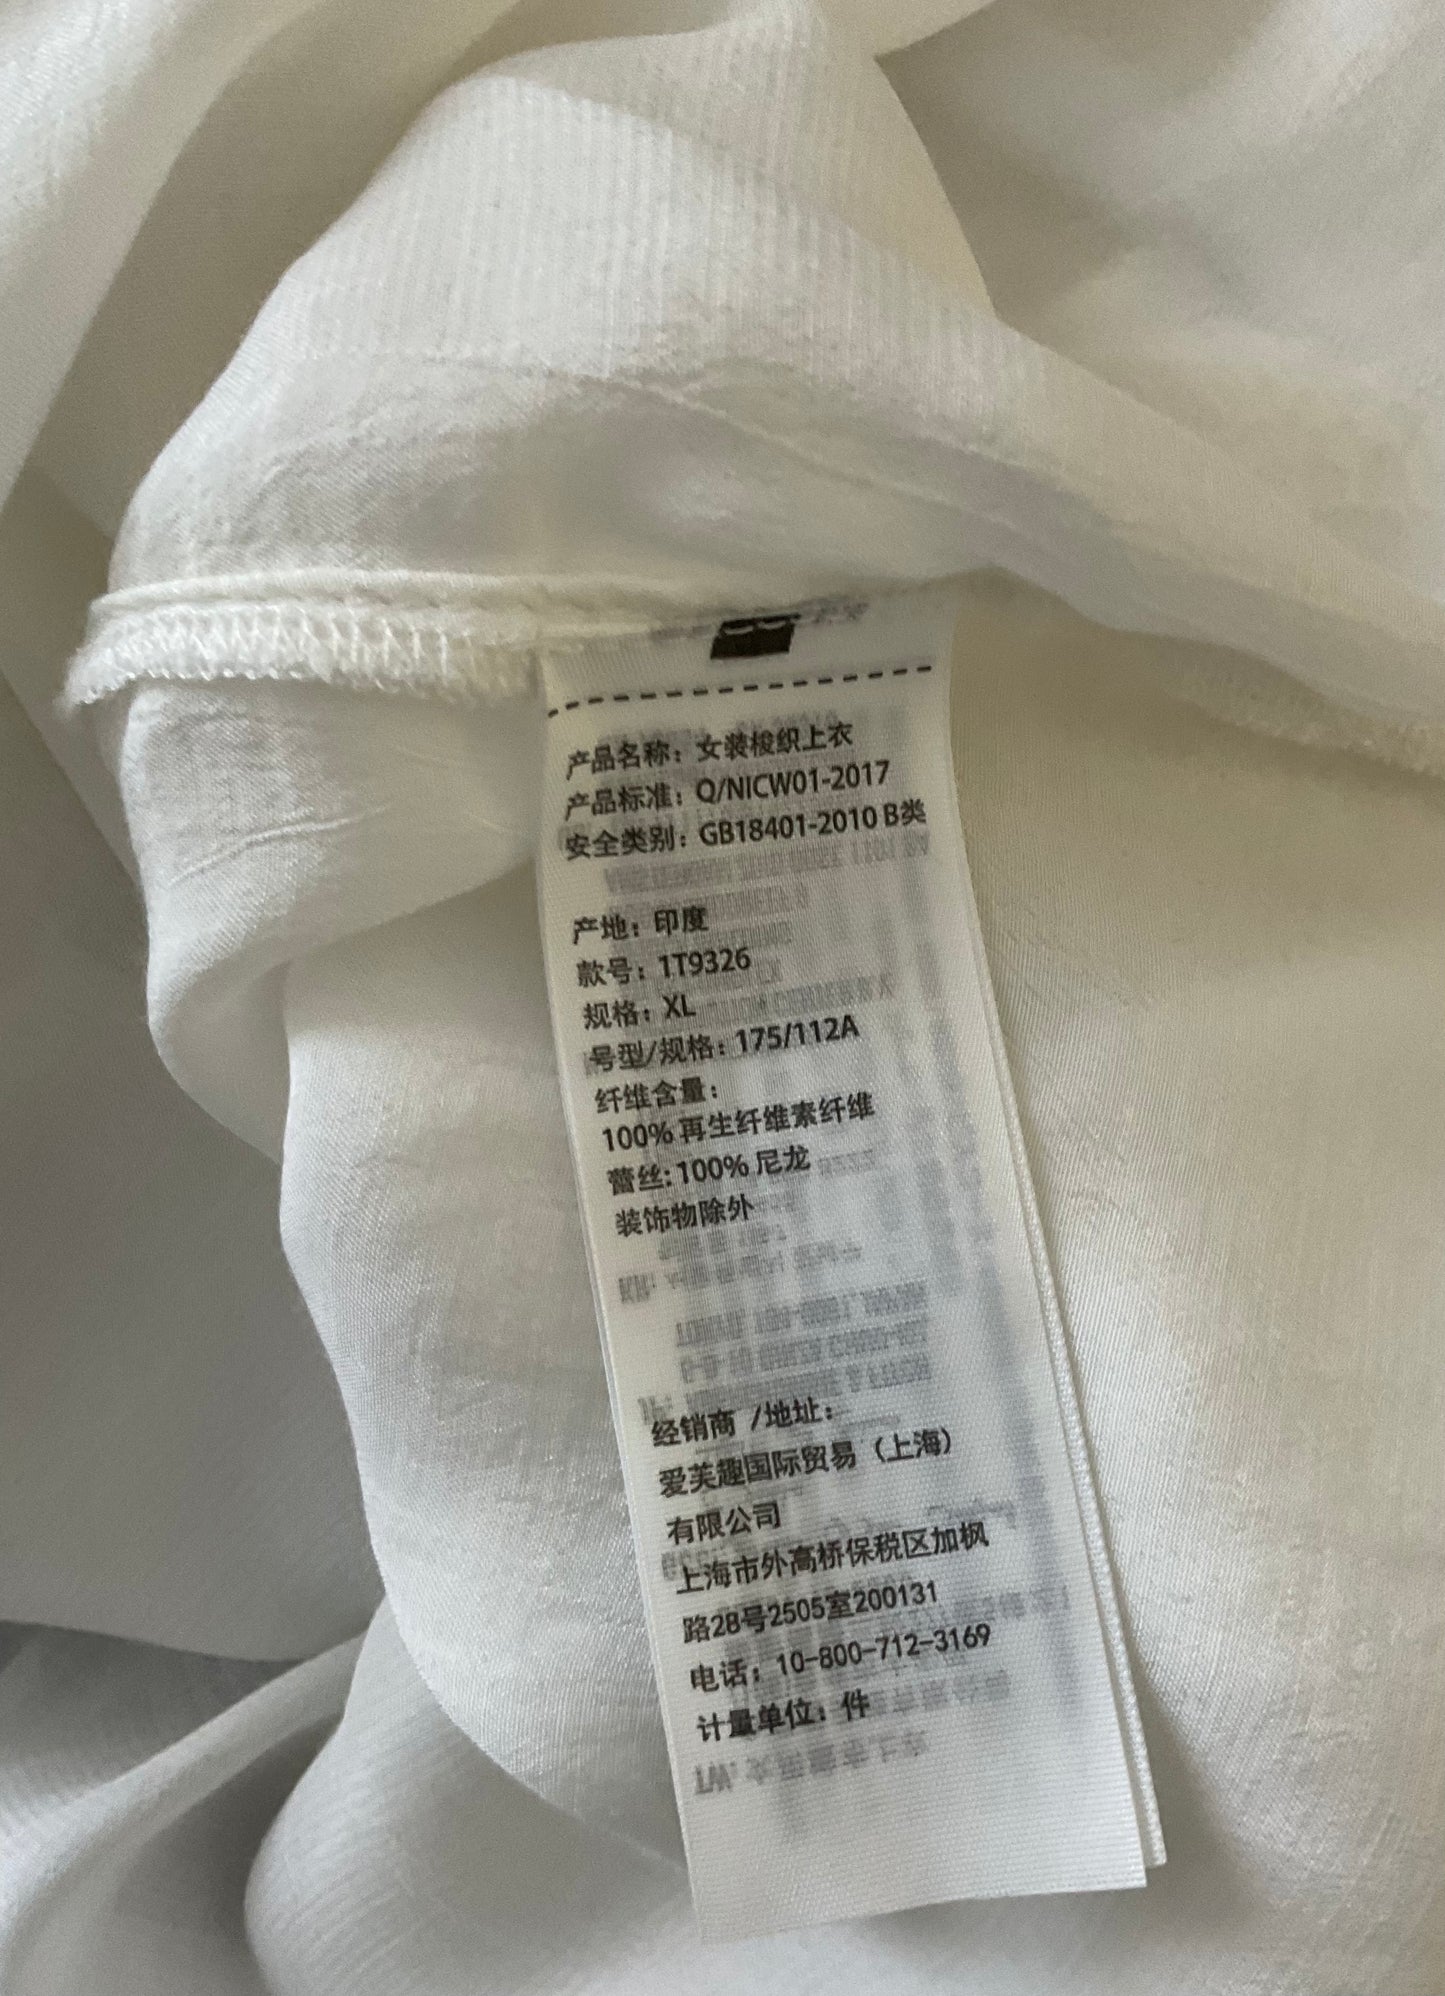 产品名称：女装梭织上衣
产品标准：Q/NICW01-2017
安全类别：GB18401-2010 B类
产地：印度
款号：1T9326
规格：XL
号型/规格：175/112A
纤维含量：
100% 再生纤维素纤维
蕾丝：100% 尼龙
装饰物除外
经销商 /地址：
爱芙趣国际贸易（上海）
有限公司
上海市外高桥保税区加枫
路28号2505室200131
电话：10-800-712-3169
计量单位：件